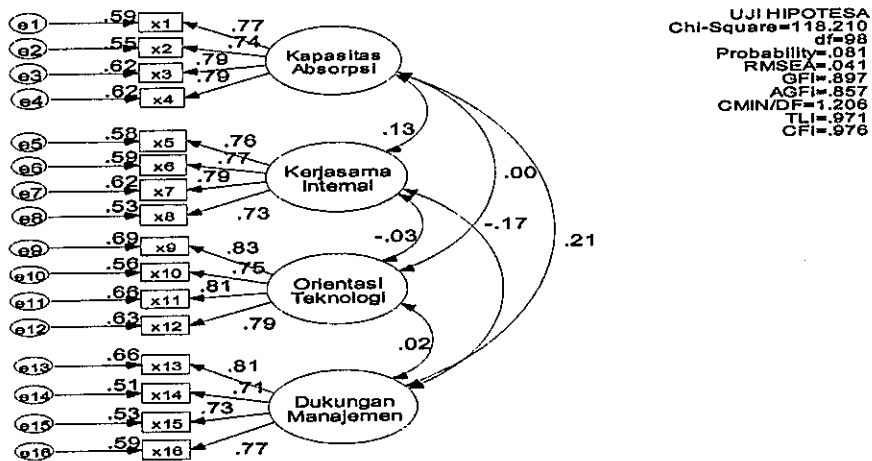 UJI HIPOTESA
Chi-Square=118.210
df=98
Probability=.081
RMSEA=.041
GFI=.897
AGFI=.857
CMIN/DF=1.206
TLI=.971
CFI=.976
e1 .59 x1 .77
e2 .55 x2 .74
e3 .62 x3 .79
e4 .62 x4 .79
Kapasitas
Absorpsi
.13
e5 .58 x5 .76
e6 .59 x6 .77
e7 .62 x7 .79
e8 .53 x8 .73
Kerjasama
Internal
.00
-.17
-.03
.21
e9 .69 x9 .83
e10 .56 x10 .75
e11 .66 x11 .81
e12 .63 x12 .79
Orientasi
Teknologi
.02
e13 .66 x13 .81
e14 .51 x14 .71
e15 .53 x15 .73
e16 .59 x16 .77
Dukungan
Manajemen